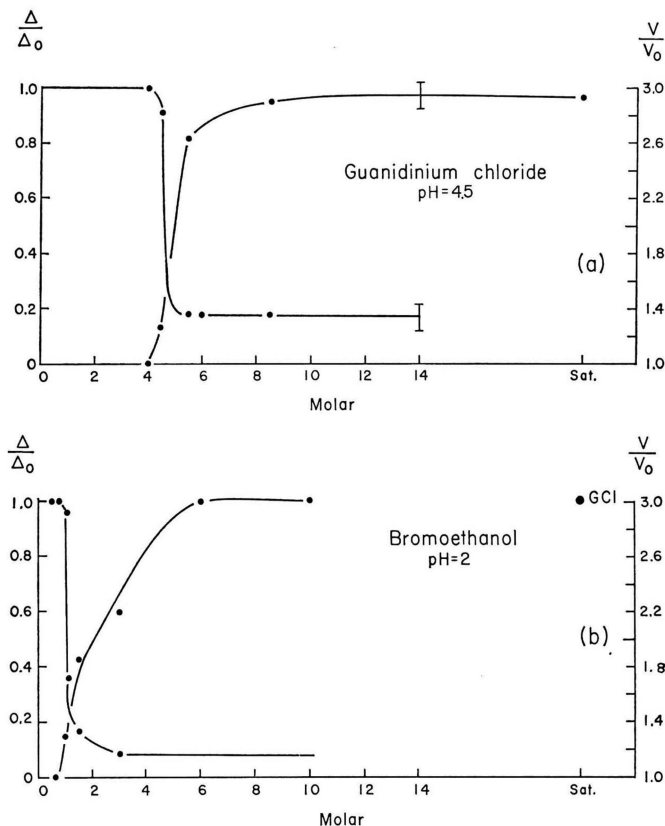 Δ
Δ₀
V
V₀
1.0
0.8
0.6
0.4
0.2
0
3.0
2.6
2.2
1.8
1.4
1.0
Guanidinium chloride
pH=4.5
(a)
0 2 4 6 8 10 12 14 Sat.
Molar
Δ
Δ₀
V
V₀
1.0
0.8
0.6
0.4
0.2
0
3.0
2.6
2.2
1.8
1.4
1.0
GCl
Bromoethanol
pH=2
(b)
0 2 4 6 8 10 12 14 Sat.
Molar